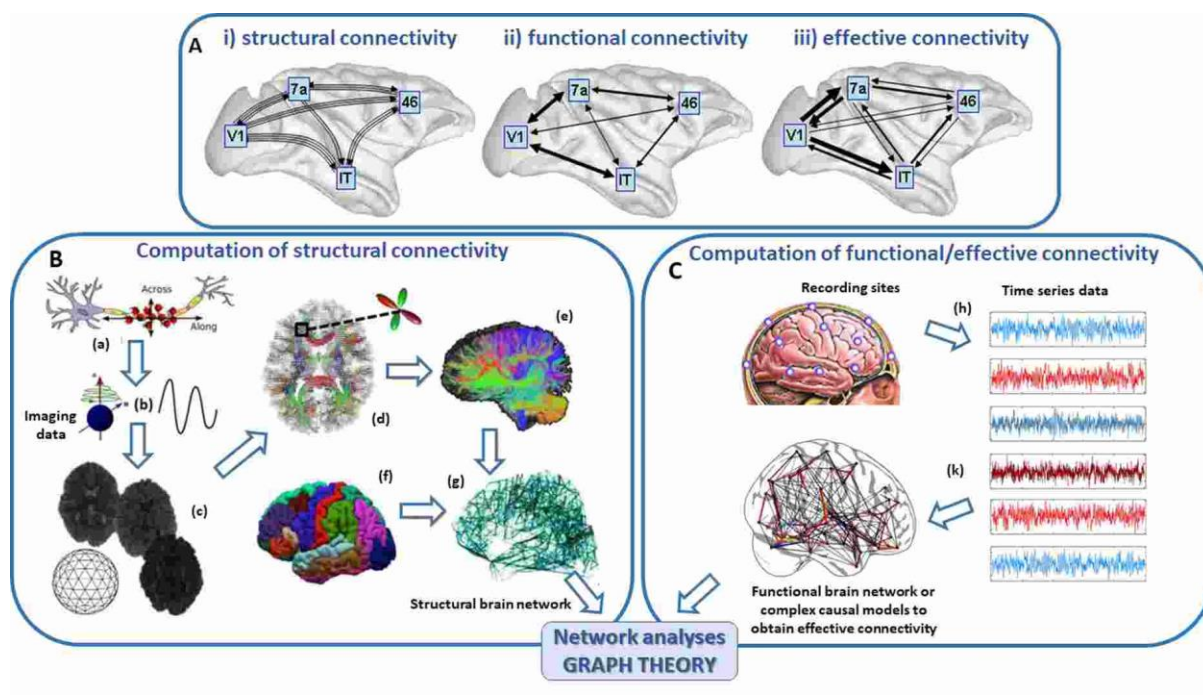 A
i) structural connectivity
ii) functional connectivity
iii) effective connectivity
7a
46
V1
IT
7a
46
V1
IT
7a
46
V1
IT
B
Computation of structural connectivity
Across
Along
(a)
(b)
Imaging
data
(c)
(d)
(e)
(f)
(g)
Structural brain network
C
Computation of functional/effective connectivity
Recording sites
(h)
Time series data
(k)
Functional brain network or
complex causal models to
obtain effective connectivity
Network analyses
GRAPH THEORY